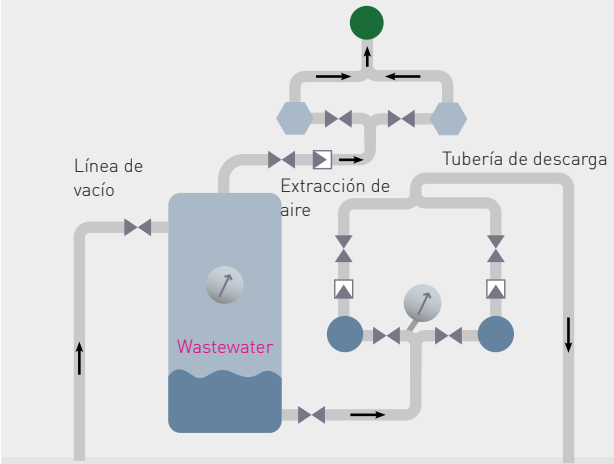 Línea de
vacío
Extracción de
aire
Tubería de descarga
Wastewater